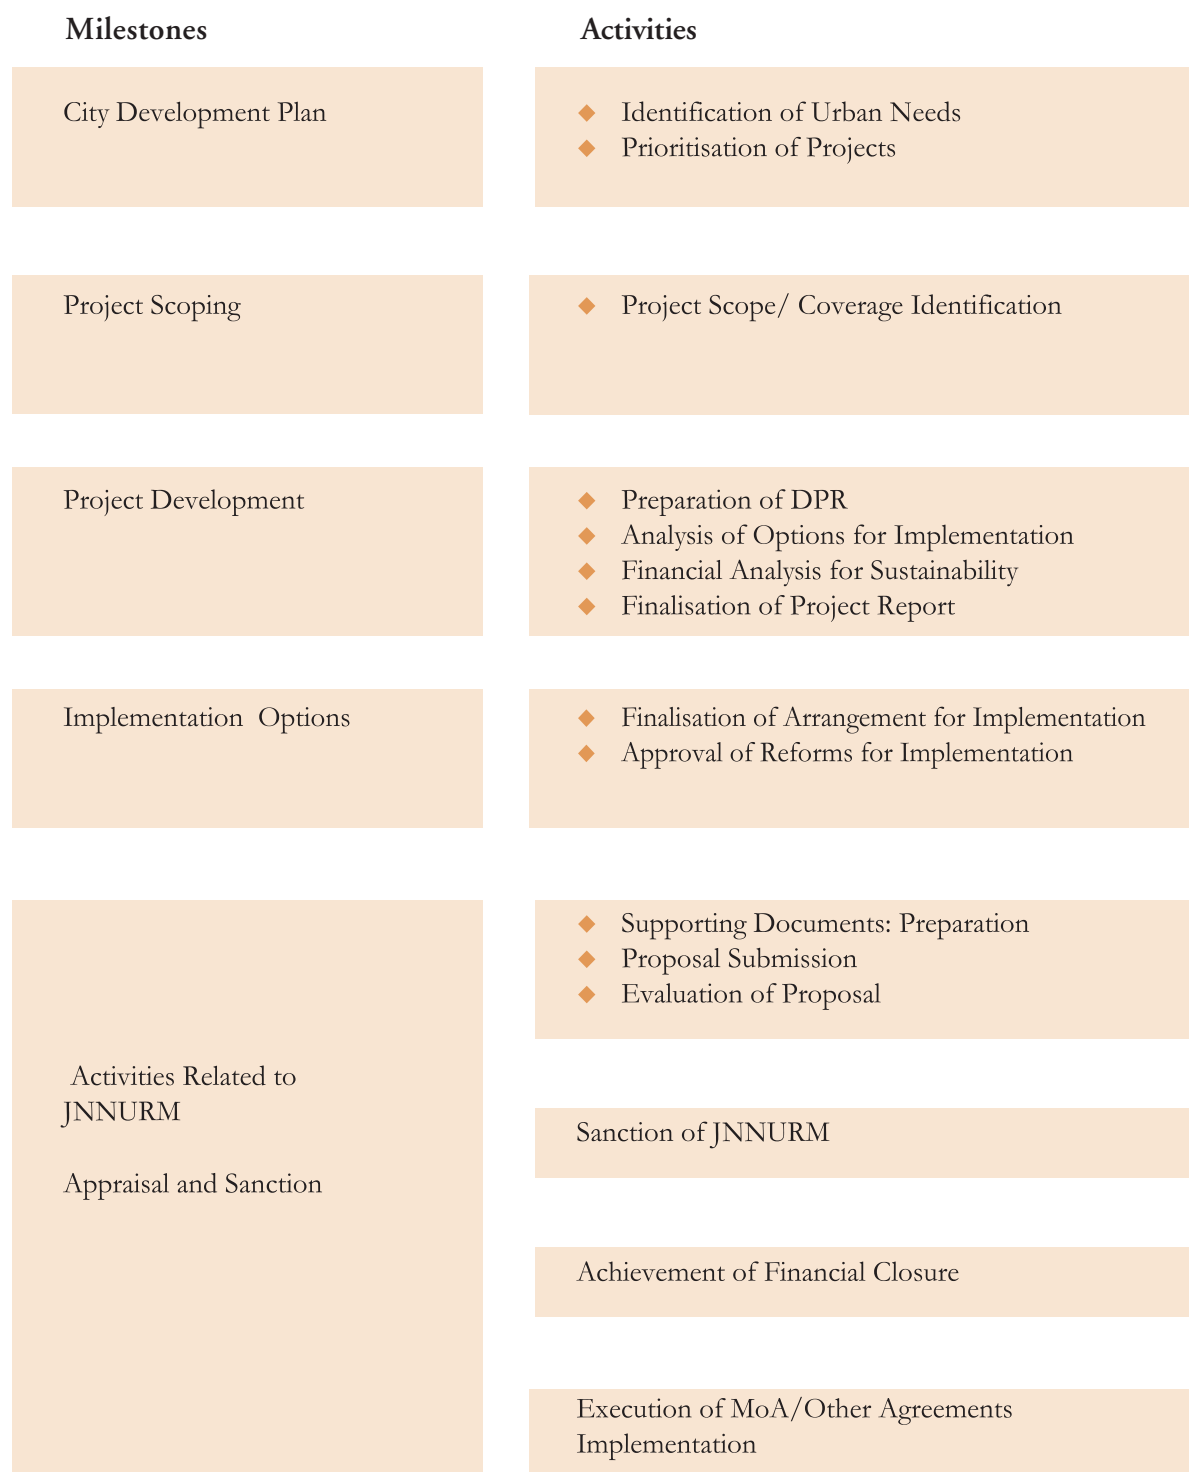 Milestones
Activities
City Development Plan
◆ Identification of Urban Needs
◆ Prioritisation of Projects
Project Scoping
◆ Project Scope/ Coverage Identification
Project Development
◆ Preparation of DPR
◆ Analysis of Options for Implementation
◆ Financial Analysis for Sustainability
◆ Finalisation of Project Report
Implementation  Options
◆ Finalisation of Arrangement for Implementation
◆ Approval of Reforms for Implementation
Activities Related to
JNNURM
Appraisal and Sanction
◆ Supporting Documents: Preparation
◆ Proposal Submission
◆ Evaluation of Proposal
Sanction of JNNURM
Achievement of Financial Closure
Execution of MoA/Other Agreements
Implementation